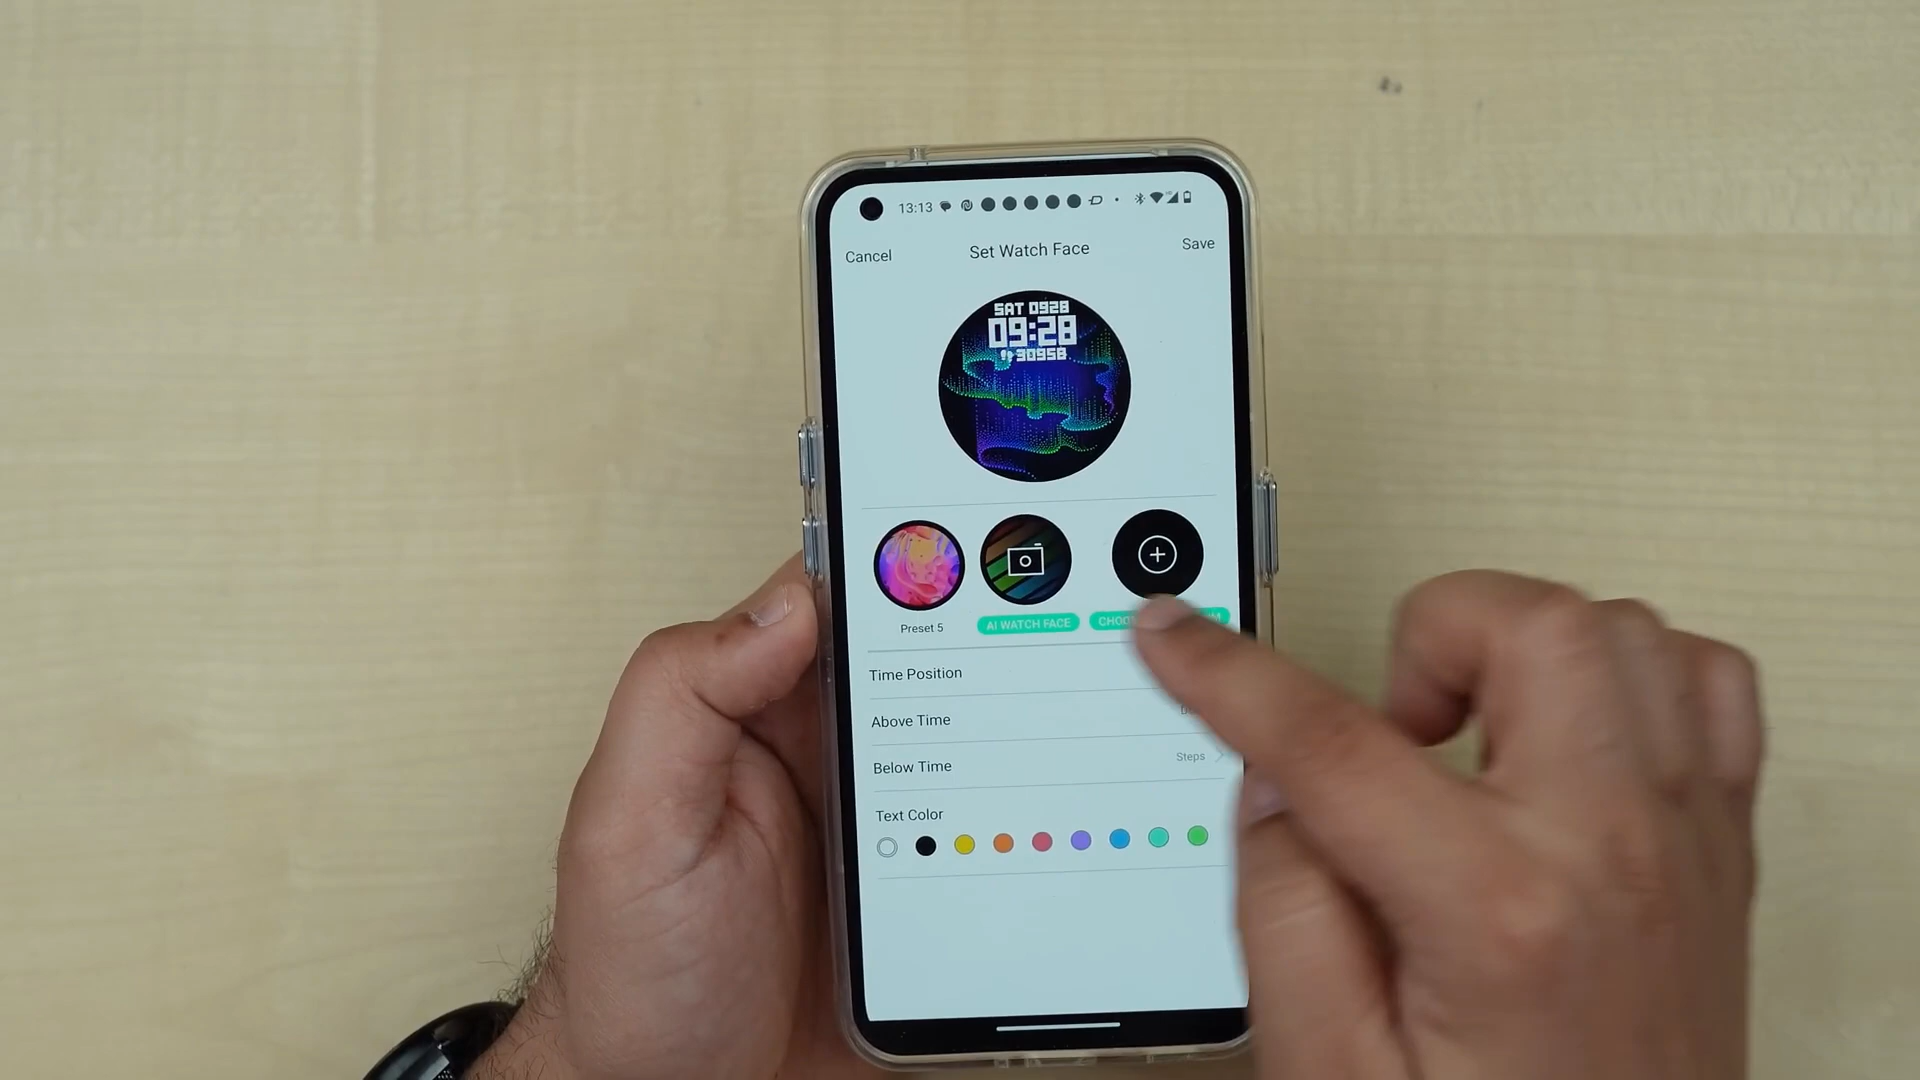 13:13
Cancel
Set Watch Face
Save
SAT 0928
09:28
30958
Preset 5
AI WATCH FACE
Time Position
Above Time
Below Time
Steps
Text Color